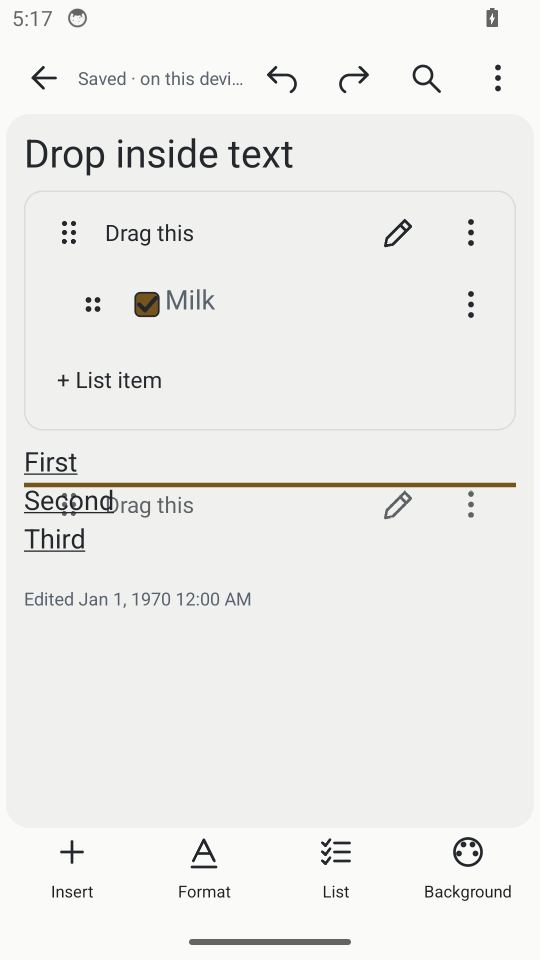 5:17
Saved · on this devi...
Drop inside text
Drag this
Milk
+ List item
First
Second
Drag this
Third
Edited Jan 1, 1970 12:00 AM
Insert
Format
List
Background